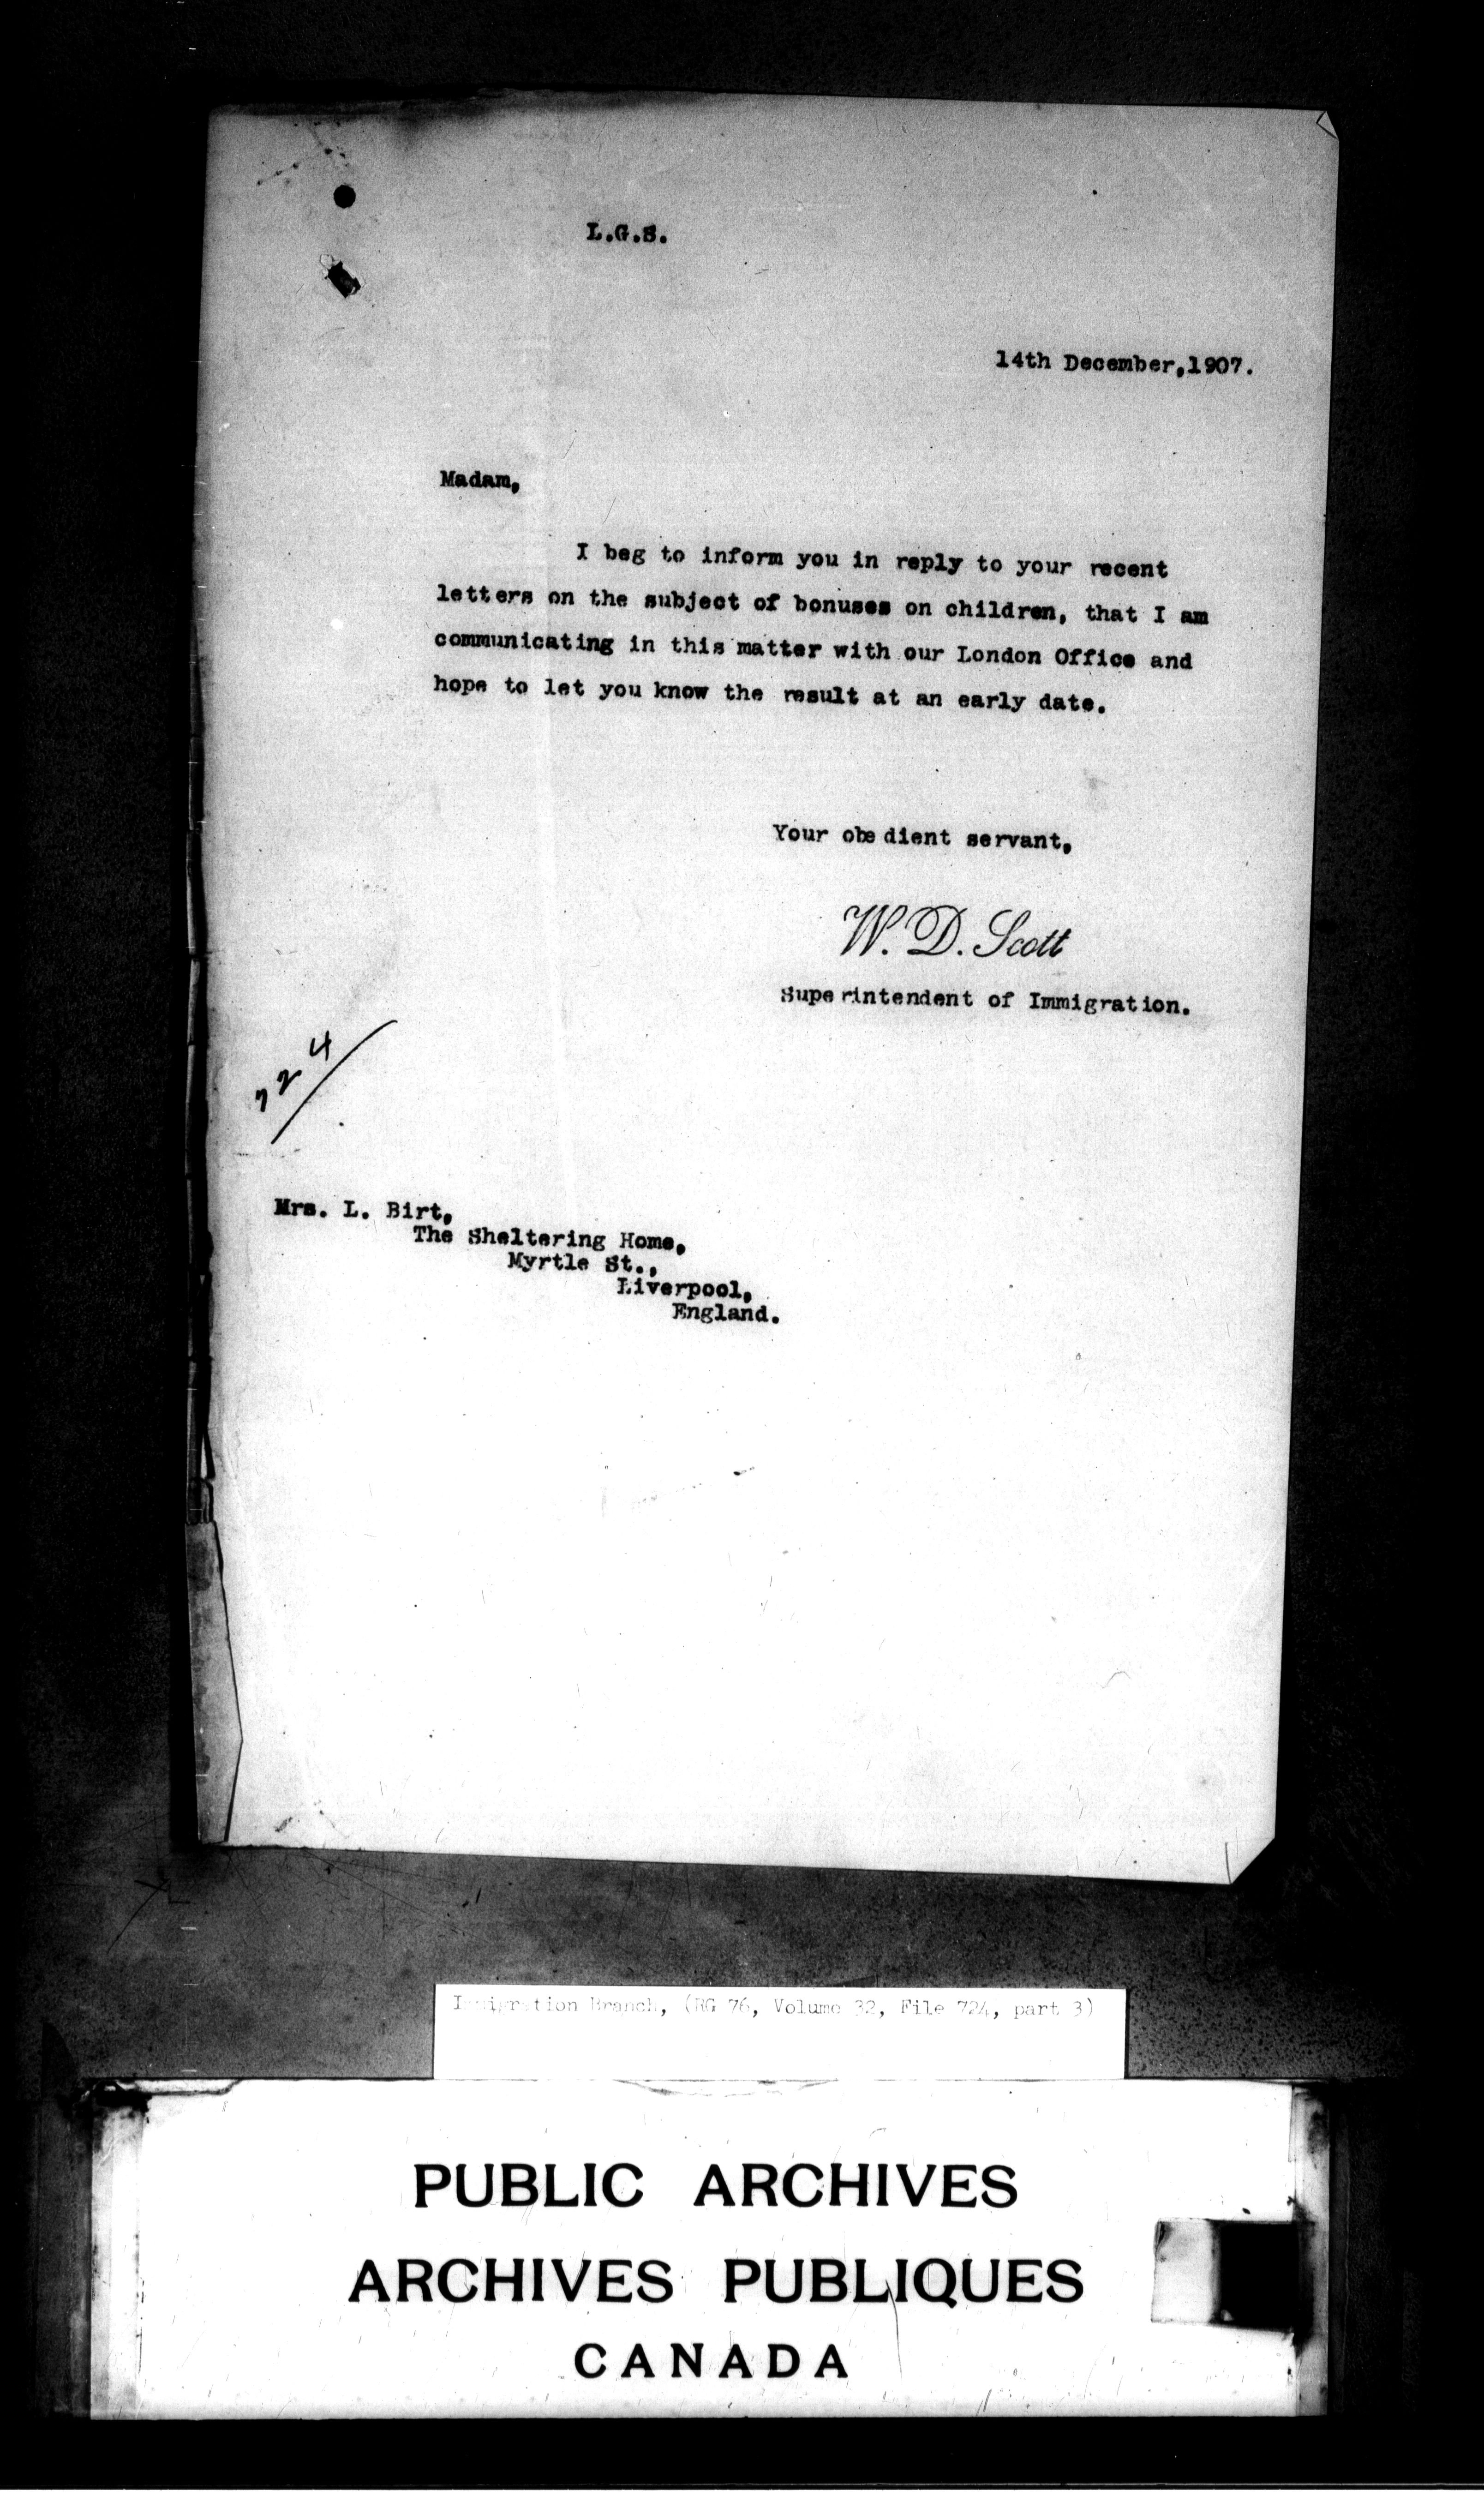 L.G.S.
14th December,1907.
Madam,
I beg to inform you in reply to your recent
letters on the subject of bonuses on children, that I am
communicating in this matter with our London Office and
hope to let you know the result at an early date.
Your obedient servant,
W. D. Scott
Superintendent of Immigration.
724
Mrs. L. Birt,
The Sheltering Home,
Myrtle St.,
Liverpool,
England.
Immigration Branch, (RG 76, Volume 32, File 724, part 3)
PUBLIC ARCHIVES
ARCHIVES PUBLIQUES
CANADA